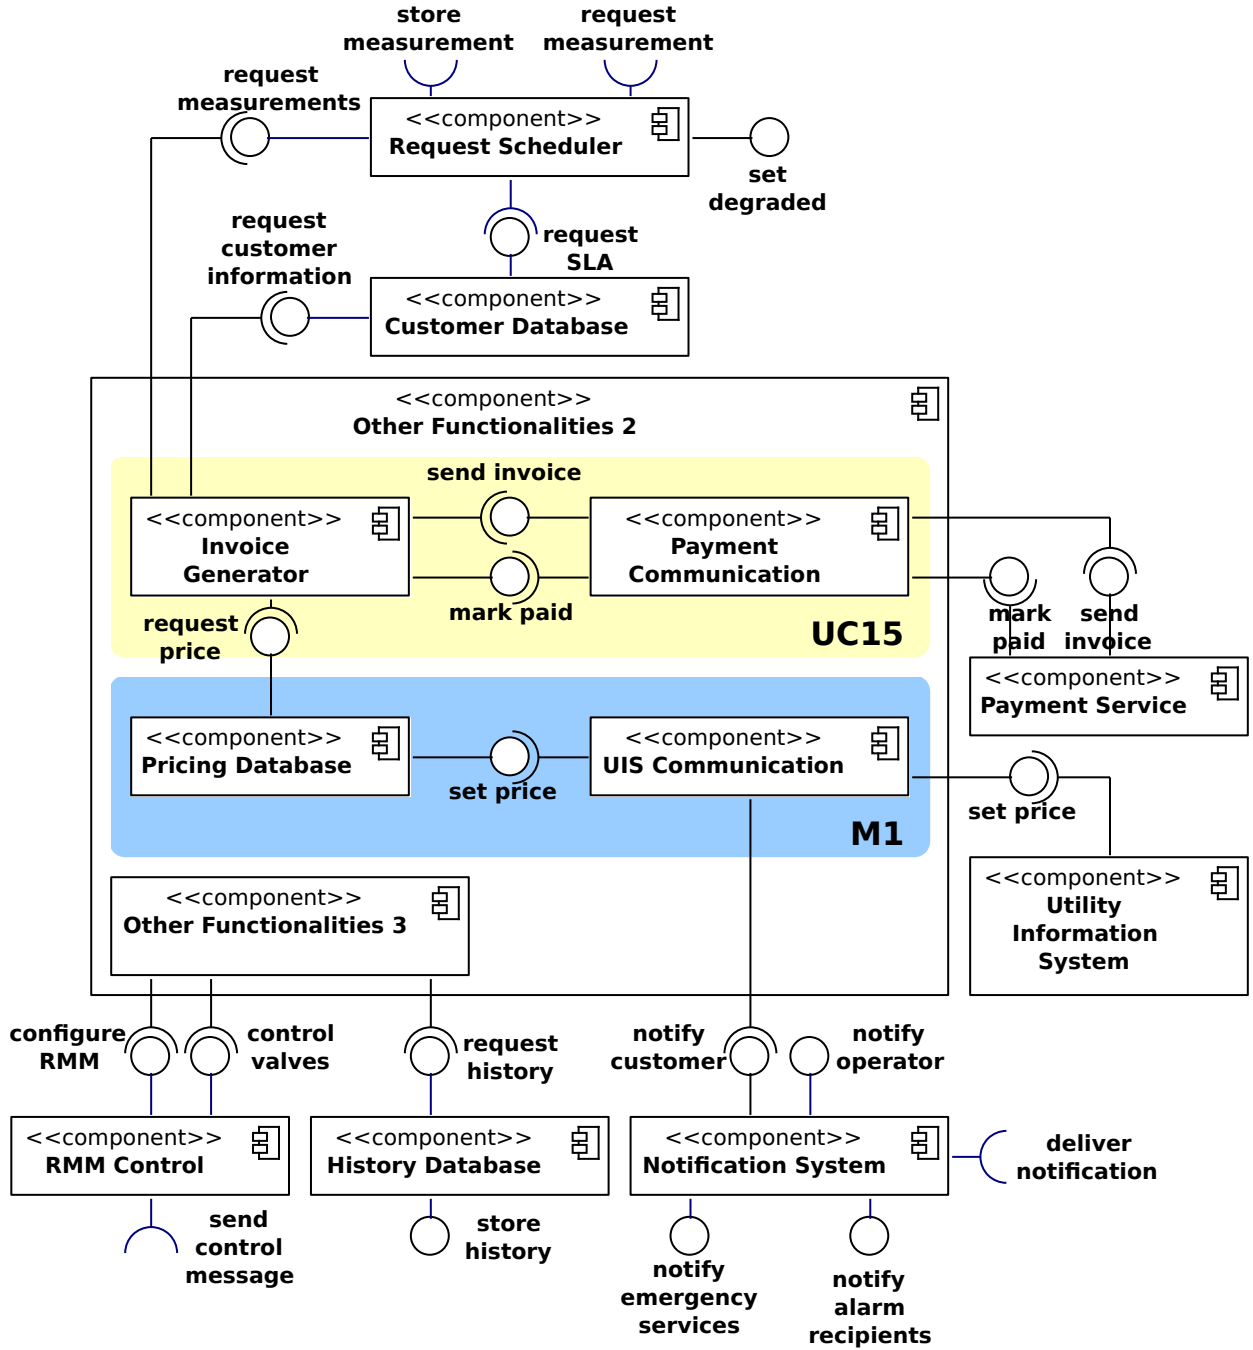 store
measurement
request
measurement
request
measurements
<<component>>
Request Scheduler
set
degraded
request
customer
information
request
SLA
<<component>>
Customer Database
<<component>>
Other Functionalities 2
send invoice
<<component>>
Invoice
Generator
<<component>>
Payment
Communication
mark paid
request
price
UC15
mark
paid
send
invoice
<<component>>
Payment Service
<<component>>
Pricing Database
set price
<<component>>
UIS Communication
M1
set price
<<component>>
Utility
Information
System
<<component>>
Other Functionalities 3
configure
RMM
control
valves
request
history
notify
customer
notify
operator
<<component>>
RMM Control
<<component>>
History Database
<<component>>
Notification System
deliver
notification
send
control
message
store
history
notify
emergency
services
notify
alarm
recipients